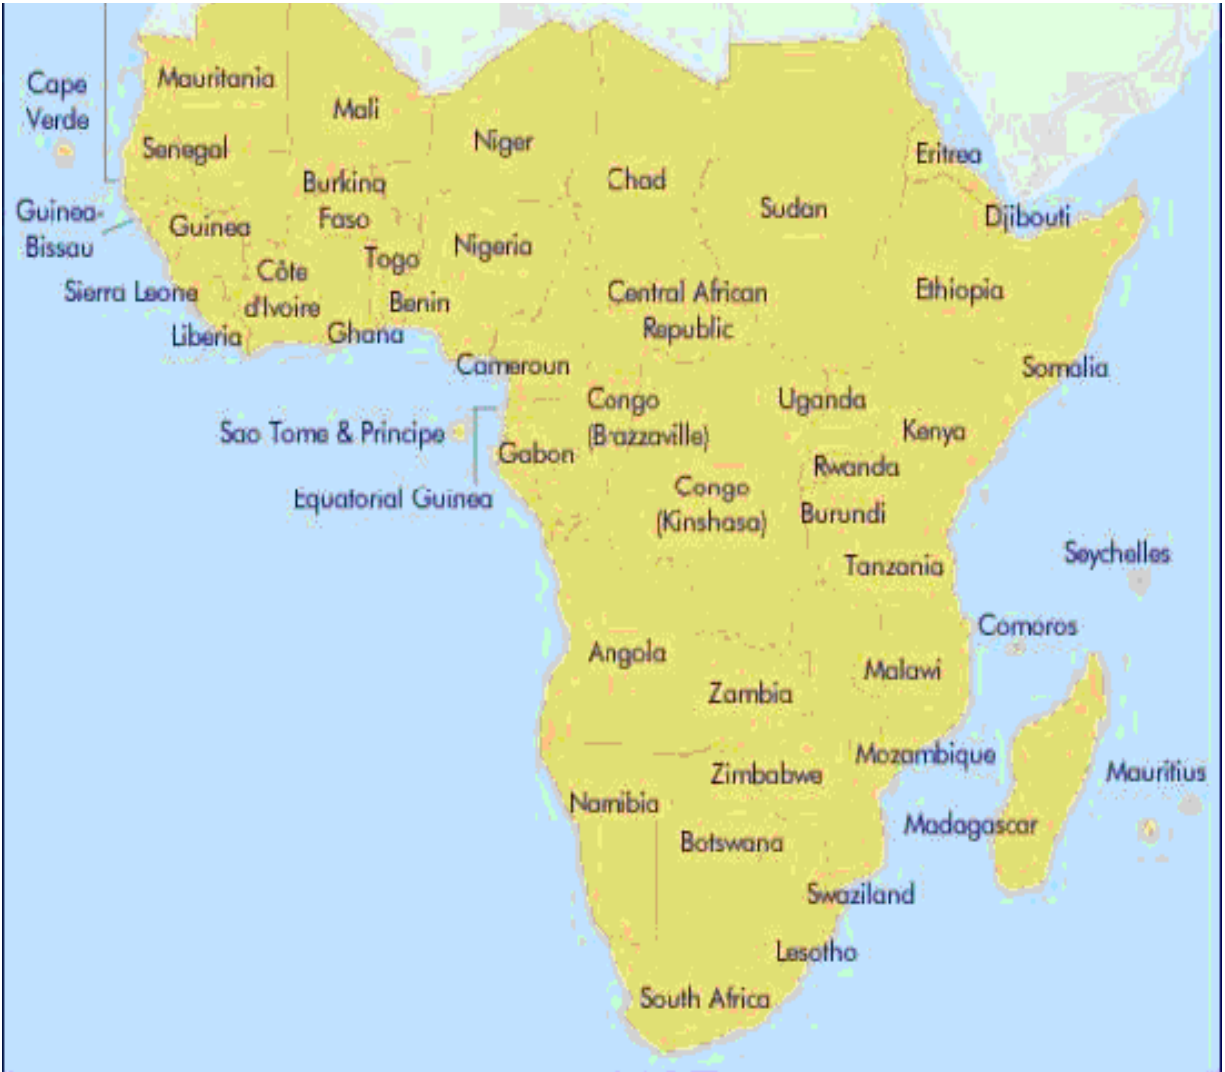 Mauritania
Cape
Verde
Mali
Niger
Senegal
Eritrea
Chad
Burkina
Faso
Sudan
Guinea-
Bissau
Djibouti
Guinea
Nigeria
Togo
Côte
d'Ivoire
Sierra Leone
Central African
Republic
Ethiopia
Benin
Liberia
Ghana
Cameroun
Somalia
Congo
(Brazzaville)
Uganda
Sao Tome & Principe
Kenya
Gabon
Rwanda
Equatorial Guinea
Congo
(Kinshasa)
Burundi
Seychelles
Tanzania
Comoros
Angola
Malawi
Zambia
Mozambique
Zimbabwe
Mauritius
Namibia
Madagascar
Botswana
Swaziland
Lesotho
South Africa